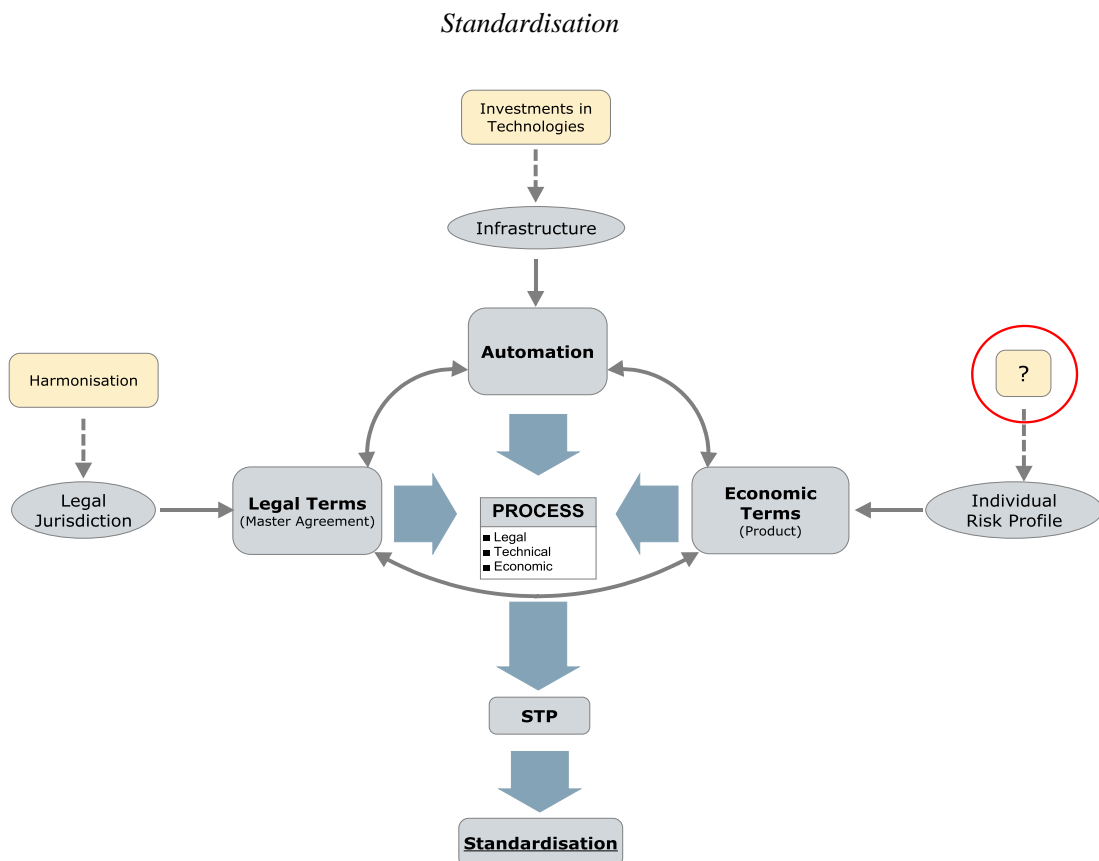 Standardisation
Investments in
Technologies
Infrastructure
Automation
Harmonisation
?
Legal
Jurisdiction
Legal Terms
(Master Agreement)
PROCESS
▪ Legal
▪ Technical
▪ Economic
Economic
Terms
(Product)
Individual
Risk Profile
STP
Standardisation